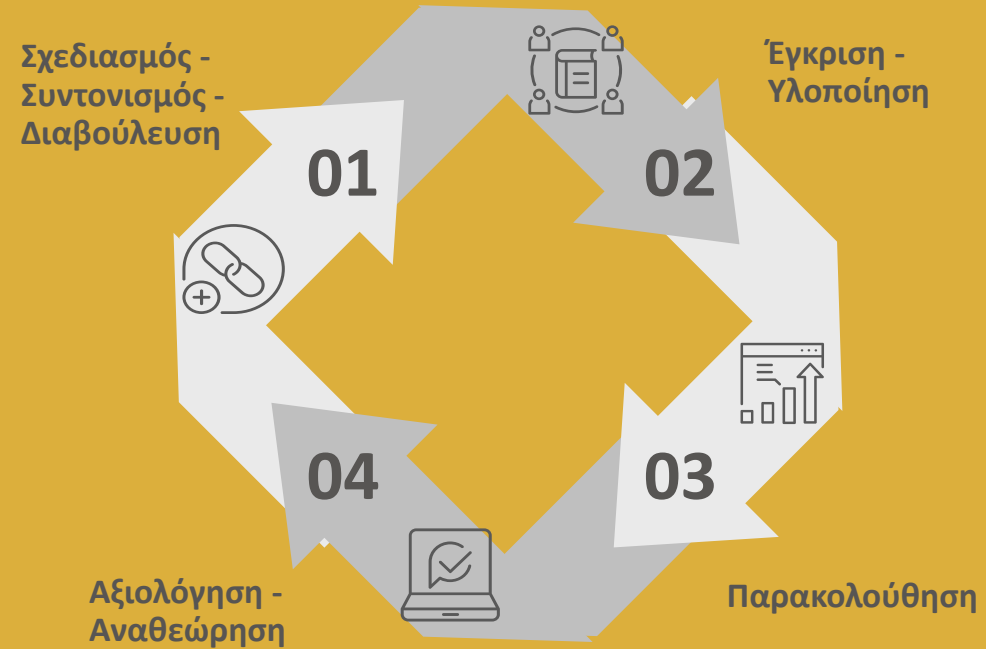 Σχεδιασμός -
Συντονισμός -
Διαβούλευση
01
Έγκριση -
Υλοποίηση
02
03
Παρακολούθηση
04
Αξιολόγηση -
Αναθεώρηση